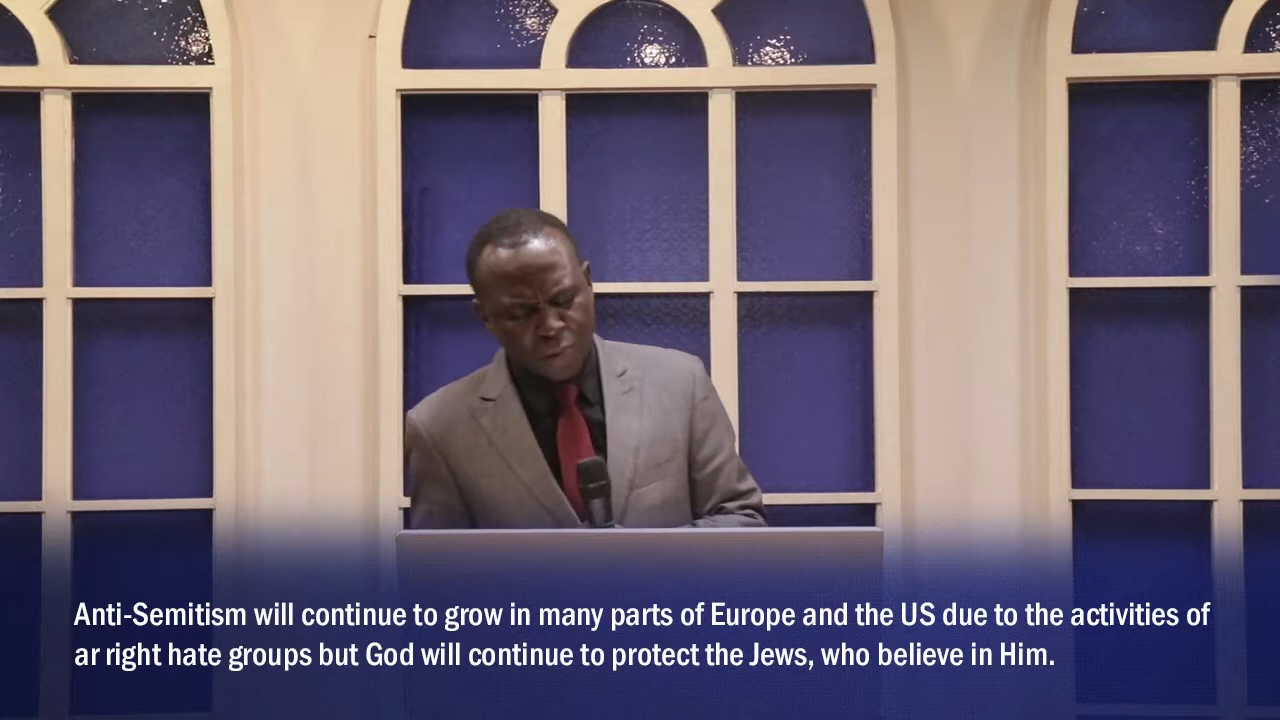 Anti-Semitism will continue to grow in many parts of Europe and the US due to the activities of
ar right hate groups but God will continue to protect the Jews, who believe in Him.